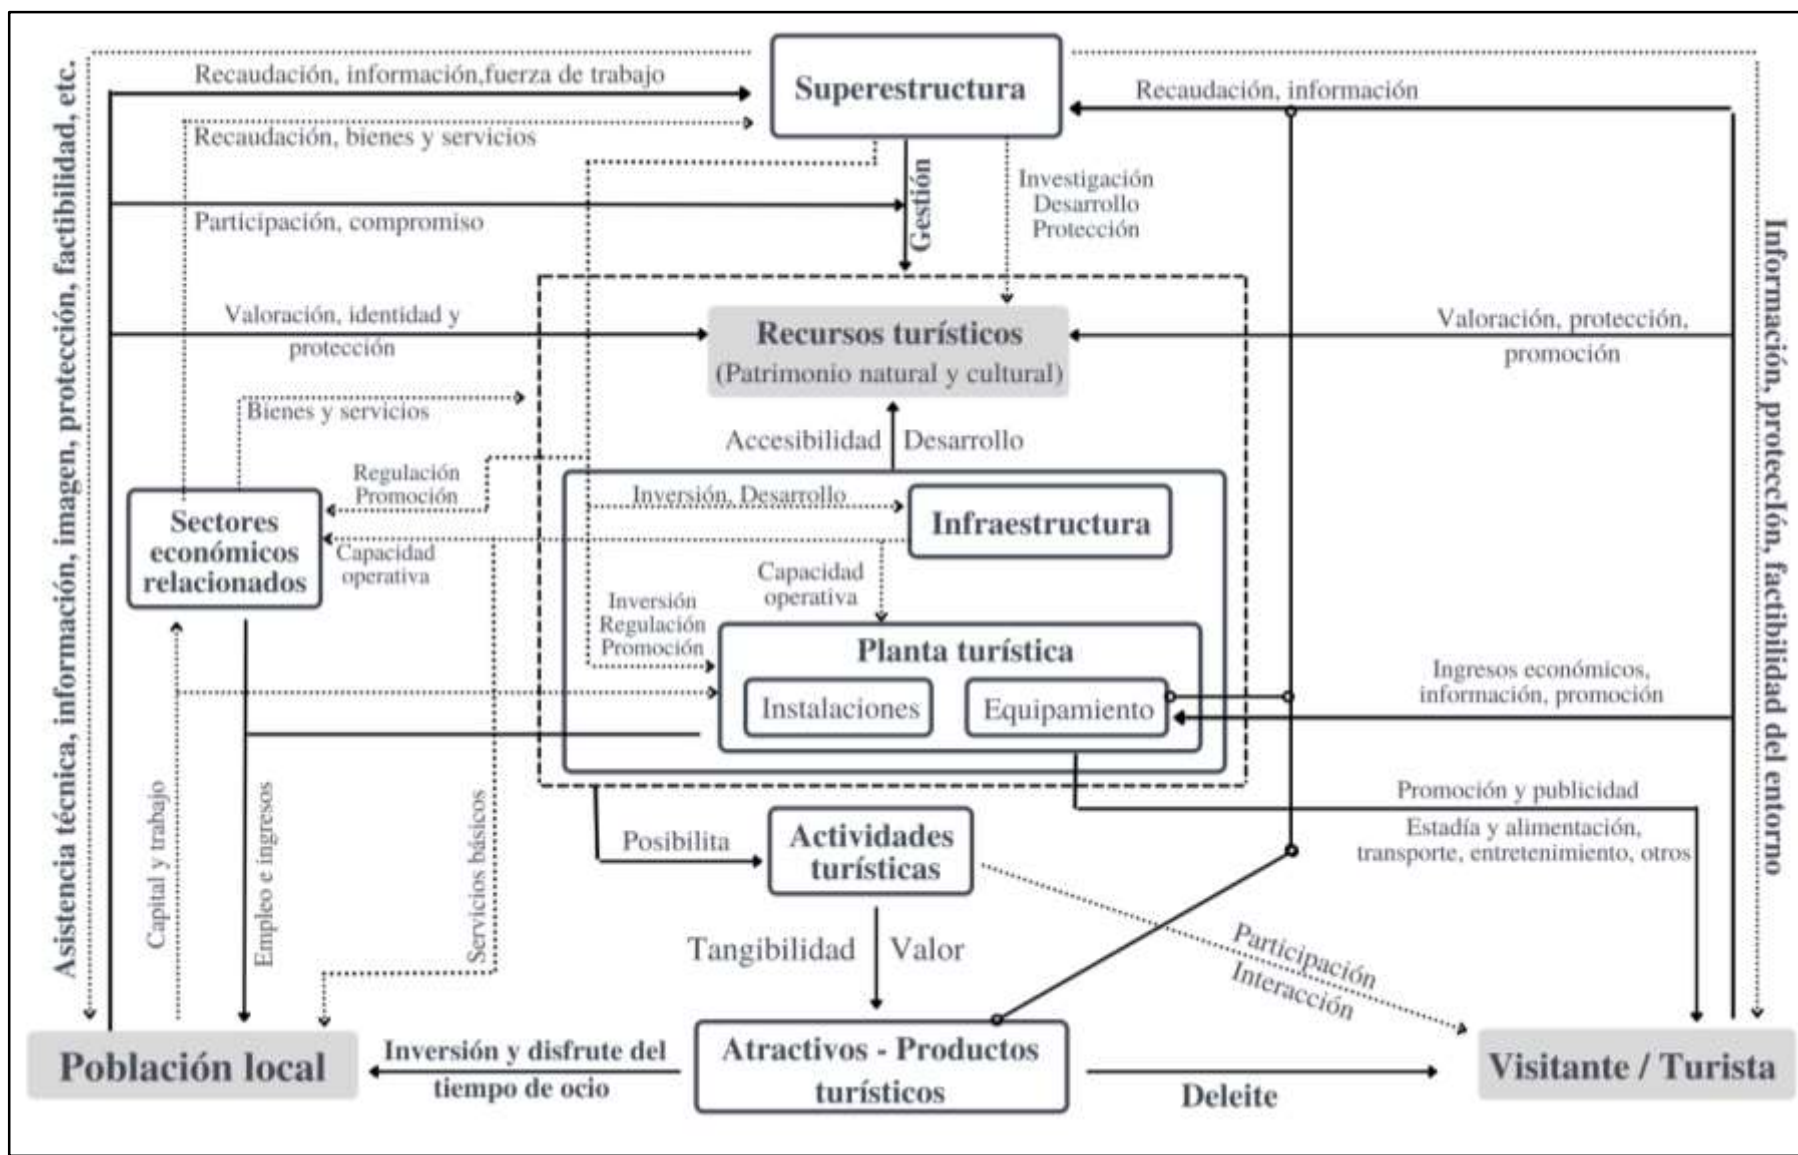 Superestructura
Recaudación, información,fuerza de trabajo
Recaudación, bienes y servicios
Recaudación, información
Participación, compromiso
Gestión
Investigación
Desarrollo
Protección
Asistencia técnica, información, imagen, protección, factibilidad, etc.
Información, protección, factibilidad del entorno
Valoración, identidad y
protección
Recursos turísticos
(Patrimonio natural y cultural)
Valoración, protección,
promoción
Bienes y servicios
Accesibilidad
Desarrollo
Regulación
Promoción
Inversión, Desarrollo
Infraestructura
Sectores
económicos
relacionados
Capacidad
operativa
Capacidad
operativa
Inversión
Regulación
Promoción
Planta turística
Instalaciones
Equipamiento
Ingresos económicos,
información, promoción
Capital y trabajo
Empleo e ingresos
Servicios básicos
Posibilita
Actividades
turísticas
Promoción y publicidad
Estadía y alimentación,
transporte, entretenimiento, otros
Tangibilidad
Valor
Participación
Interacción
Población local
Inversión y disfrute del
tiempo de ocio
Atractivos - Productos
turísticos
Deleite
Visitante / Turista